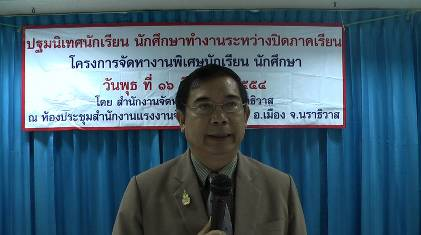 ปฐมนิเทศนักเรียน นักศึกษาทำงานระหว่างปิดภาคเรียน
โครงการจัดหางานพิเศษนักเรียน นักศึกษา
วันพุธ ที่ ๑๖ ๕๕๔
โดย สำนักงานจัดห ธิวาส
ณ ห้องประชุมสำนักงานแรงงานจ อ.เมือง จ.นราธิวาส